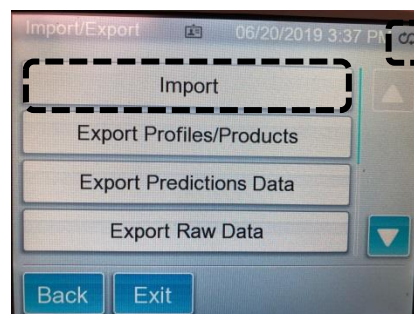 Import/Export 06/20/2019 3:37 PM
Import
Export Profiles/Products
Export Predictions Data
Export Raw Data
Back Exit